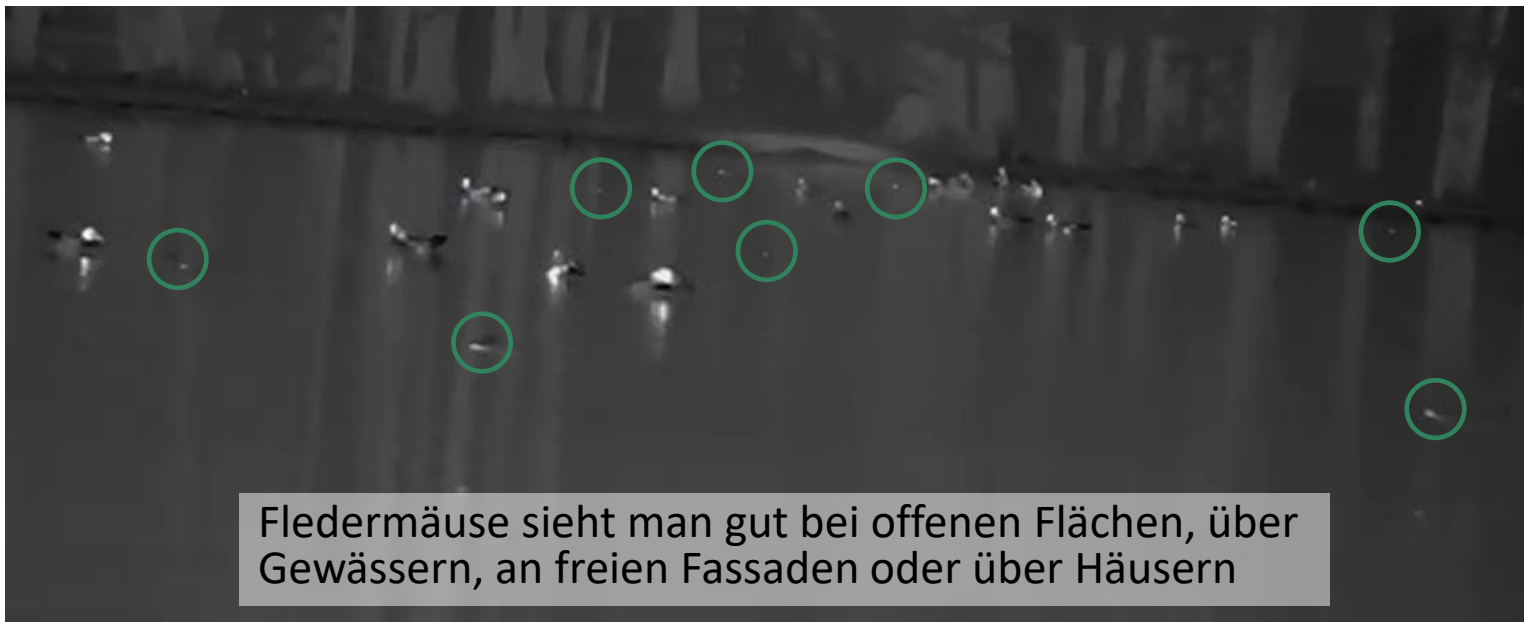 Fledermäuse sieht man gut bei offenen Flächen, über
Gewässern, an freien Fassaden oder über Häusern